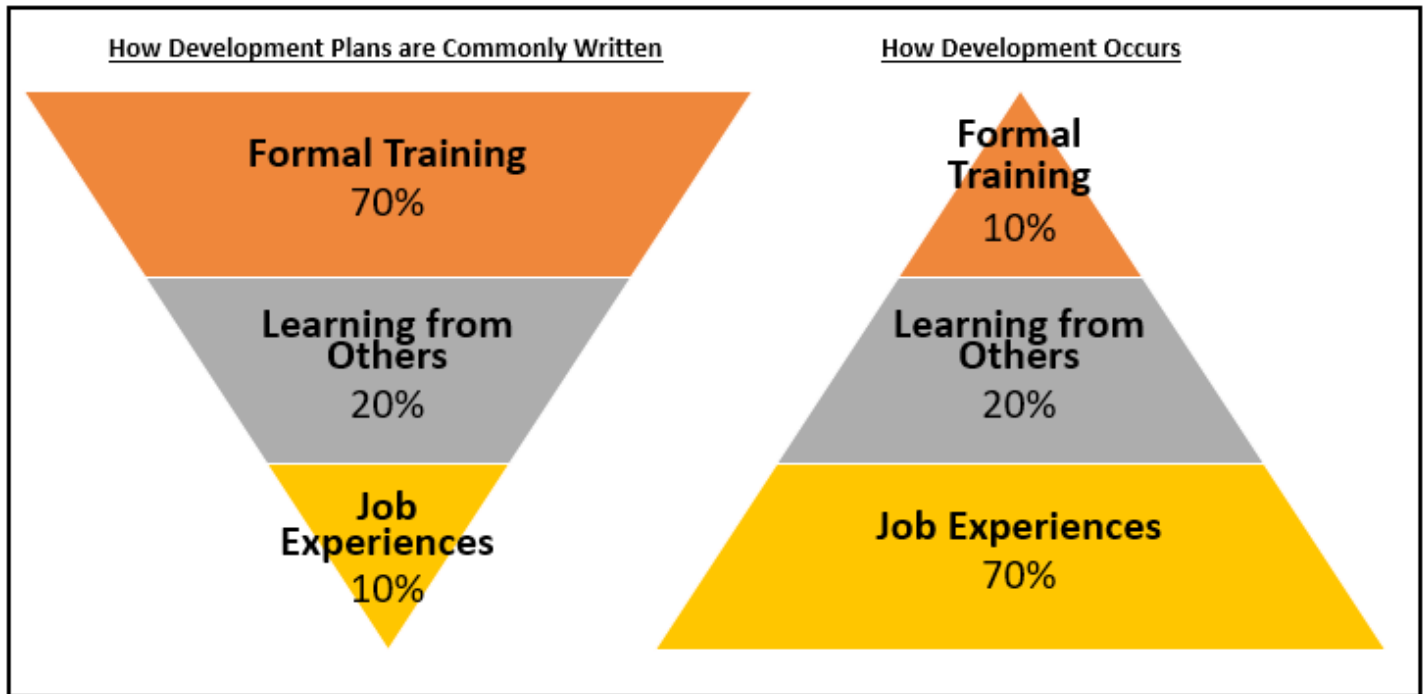 How Development Plans are Commonly Written
Formal Training
70%
Learning from
Others
20%
Job
Experiences
10%
How Development Occurs
Formal
Training
10%
Learning from
Others
20%
Job Experiences
70%